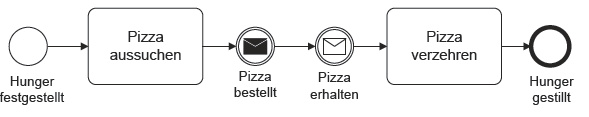 Pizza
aussuchen
Pizza
verzehren
Hunger
festgestellt
Pizza
bestellt
Pizza
erhalten
Hunger
gestillt